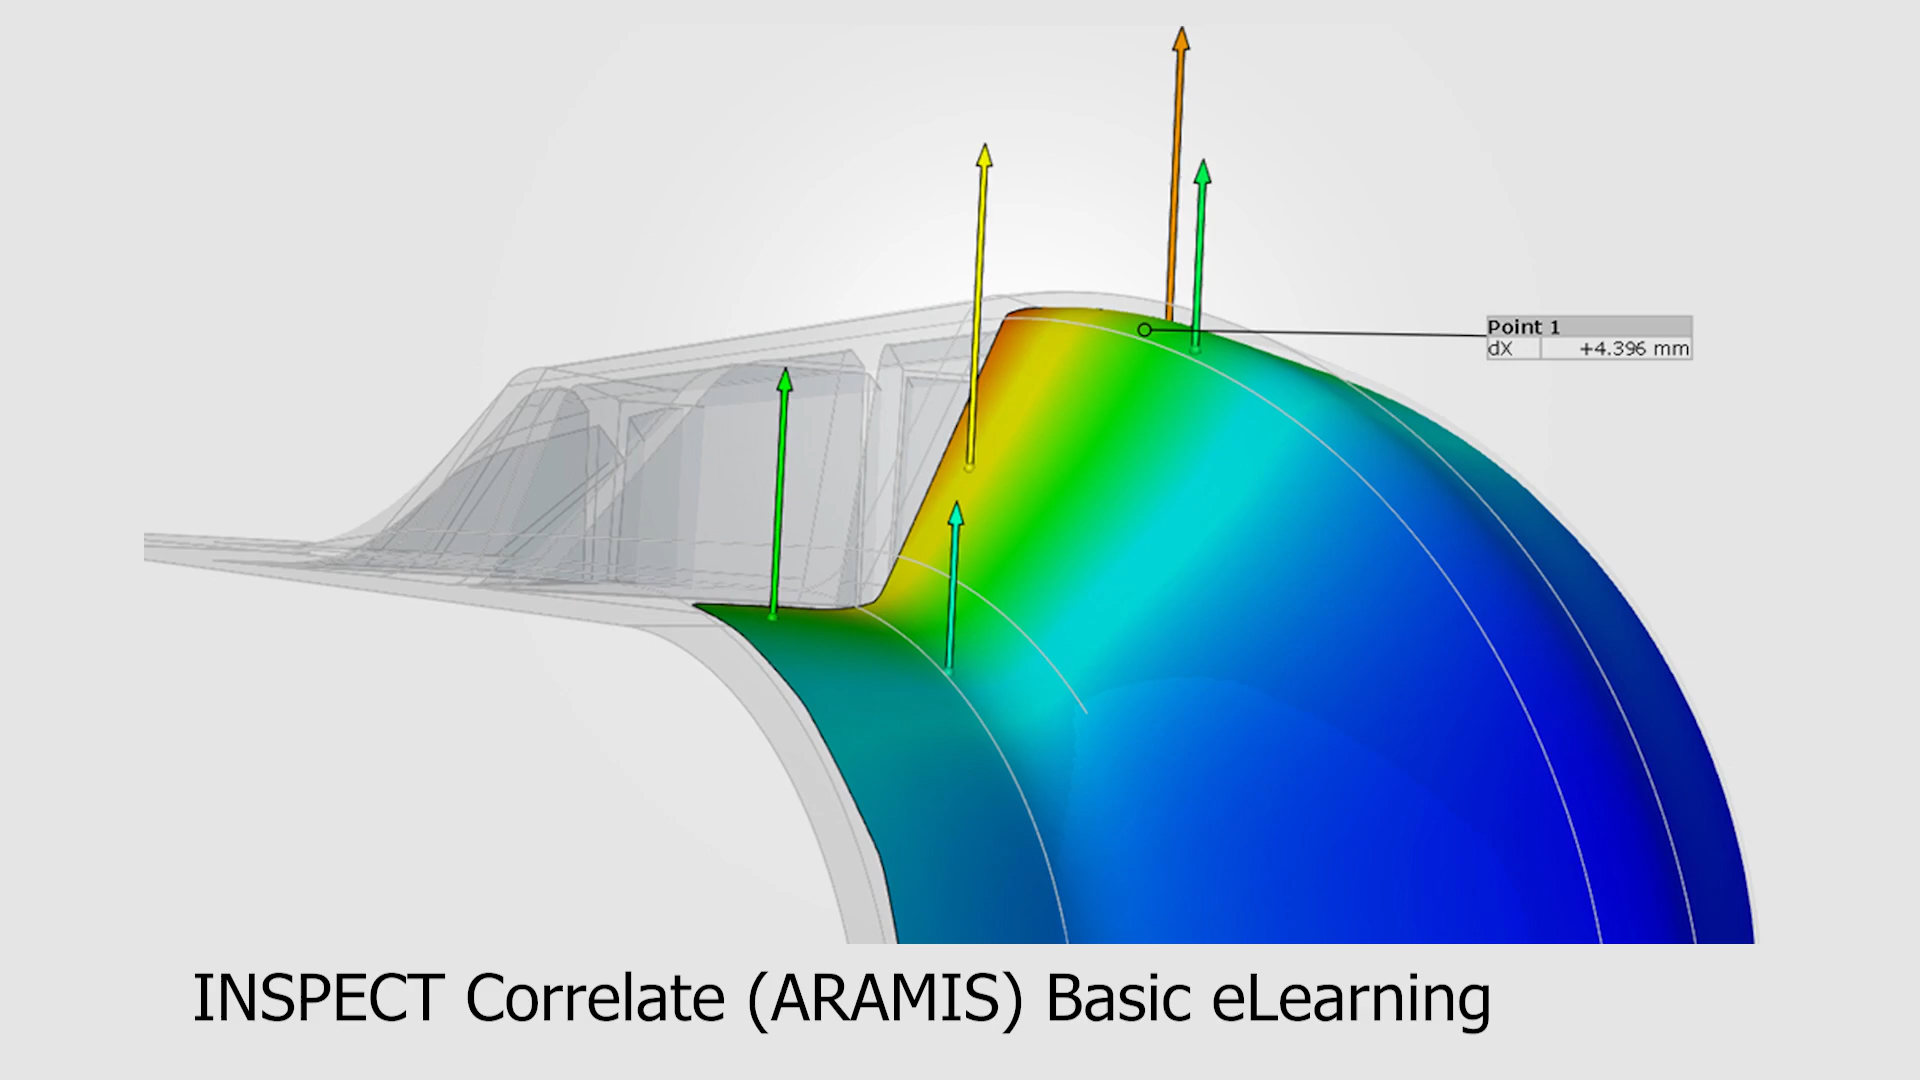 Point 1
dX +4.396 mm
INSPECT Correlate (ARAMIS) Basic eLearning